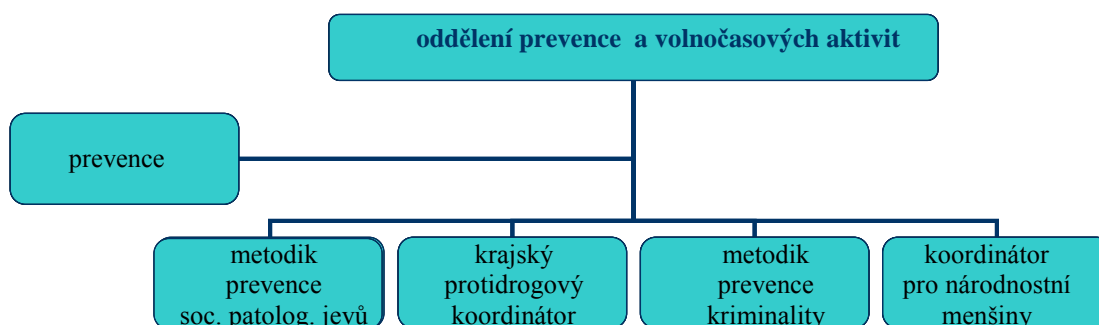 oddělení prevence a volnočasových aktivit
prevence
metodik
prevence
soc. patolog. jevů
krajský
protidrogový
koordinátor
metodik
prevence
kriminality
koordinátor
pro národnostní
menšiny